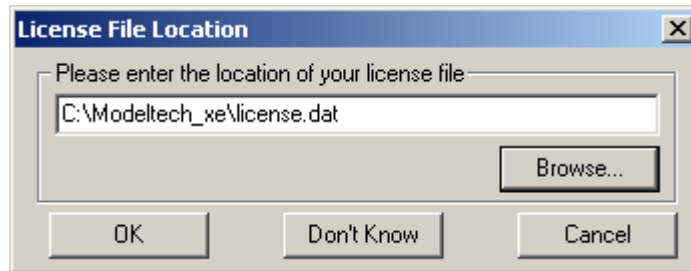 License File Location
Please enter the location of your license file
C:\Modeltech_xe\license.dat
Browse...
OK Don't Know Cancel